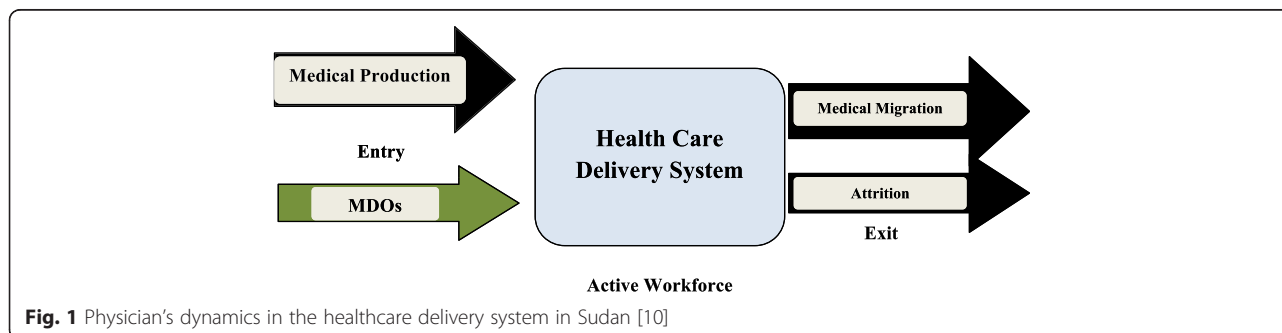 Medical Production
Entry
MDOs
Health Care
Delivery System
Active Workforce
Medical Migration
Attrition
Exit
Fig. 1 Physician’s dynamics in the healthcare delivery system in Sudan [10]